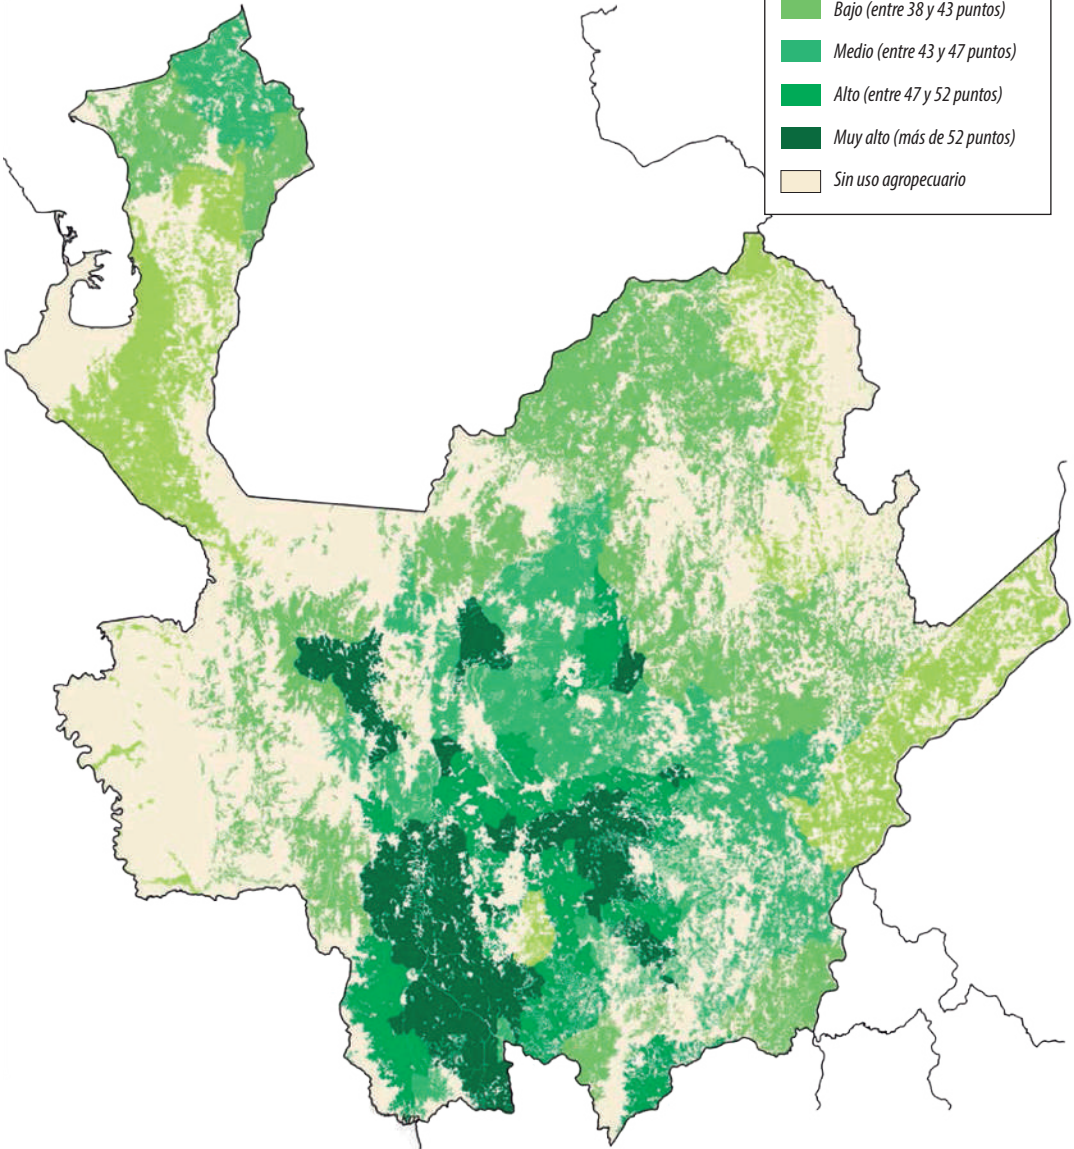 Bajo (entre 38 y 43 puntos)
Medio (entre 43 y 47 puntos)
Alto (entre 47 y 52 puntos)
Muy alto (más de 52 puntos)
Sin uso agropecuario